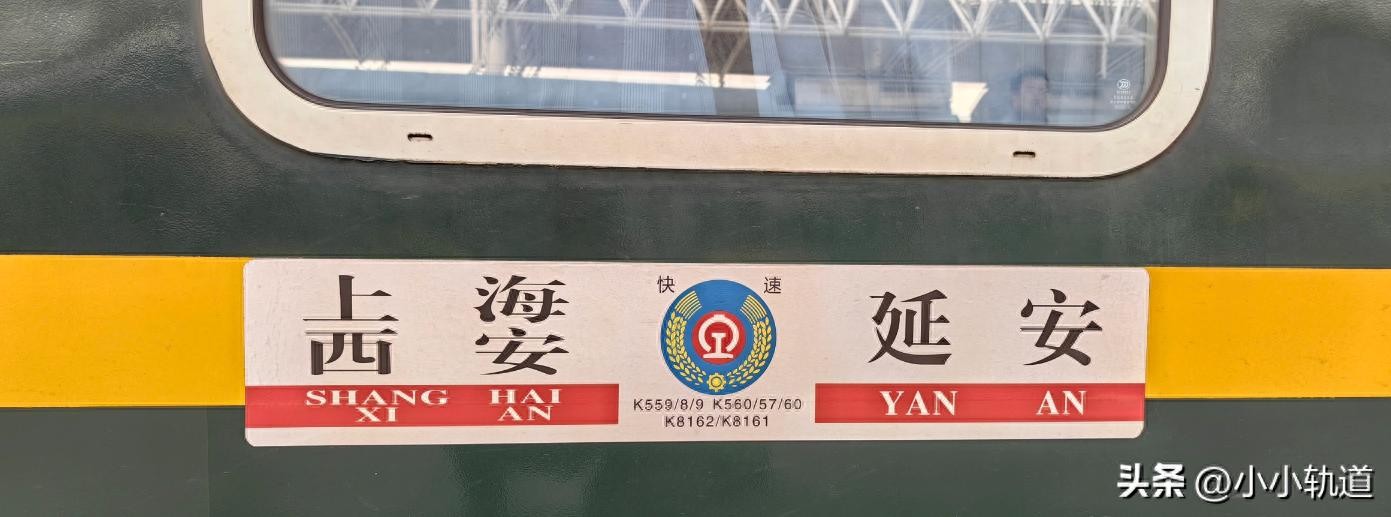 上 海
西 安
SHANG HAI
XI AN
快 速
K559/8/9 K560/57/60
K8162/K8161
延 安
YAN AN
头条 @小小轨道